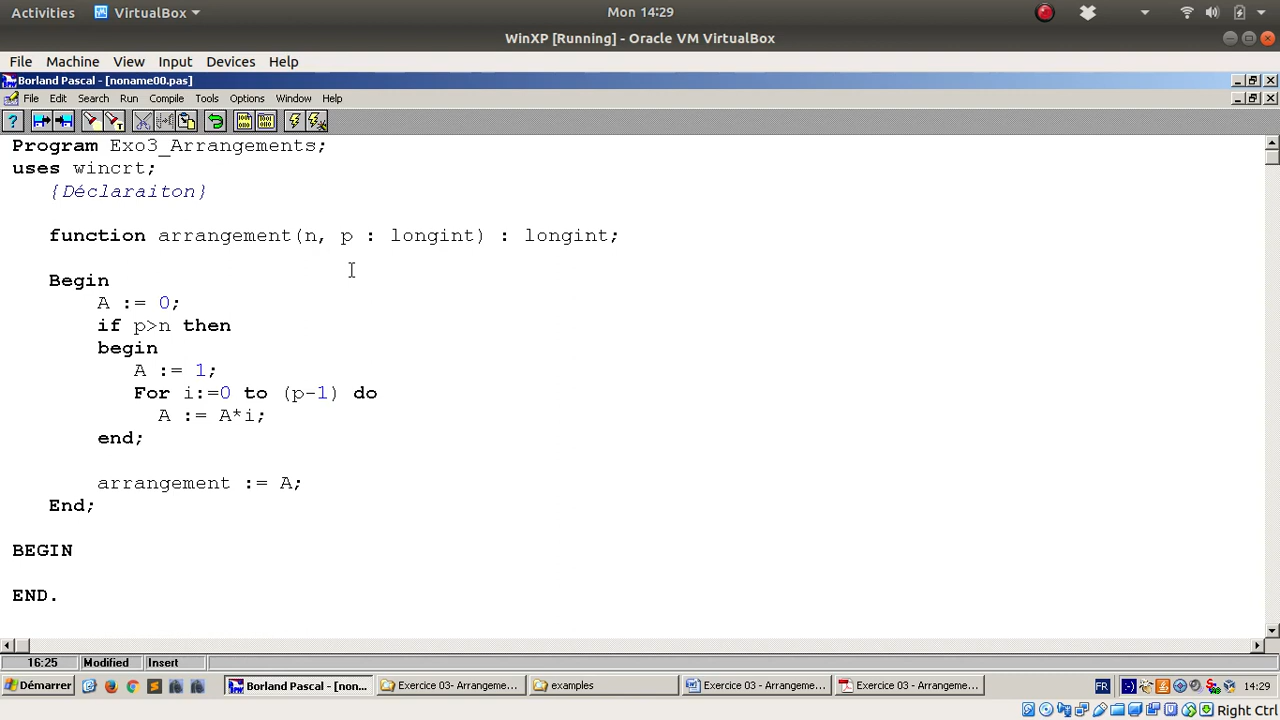 Activities VirtualBox Mon 14:29
WinXP [Running] - Oracle VM VirtualBox
File Machine View Input Devices Help
Borland Pascal - [noname00.pas]
File Edit Search Run Compile Tools Options Window Help
Program Exo3_Arrangements;
uses wincrt;
{Déclaraiton}
function arrangement(n, p : longint) : longint;
Begin
A := 0;
if p>n then
begin
A := 1;
For i:=0 to (p-1) do
A := A*i;
end;
arrangement := A;
End;
BEGIN
END.
16:25 Modified Insert
Démarrer Borland Pascal - [non... Exercice 03- Arrangeme... examples Exercice 03 - Arrangeme... Exercice 03 - Arrangeme... FR 14:29
Right Ctrl